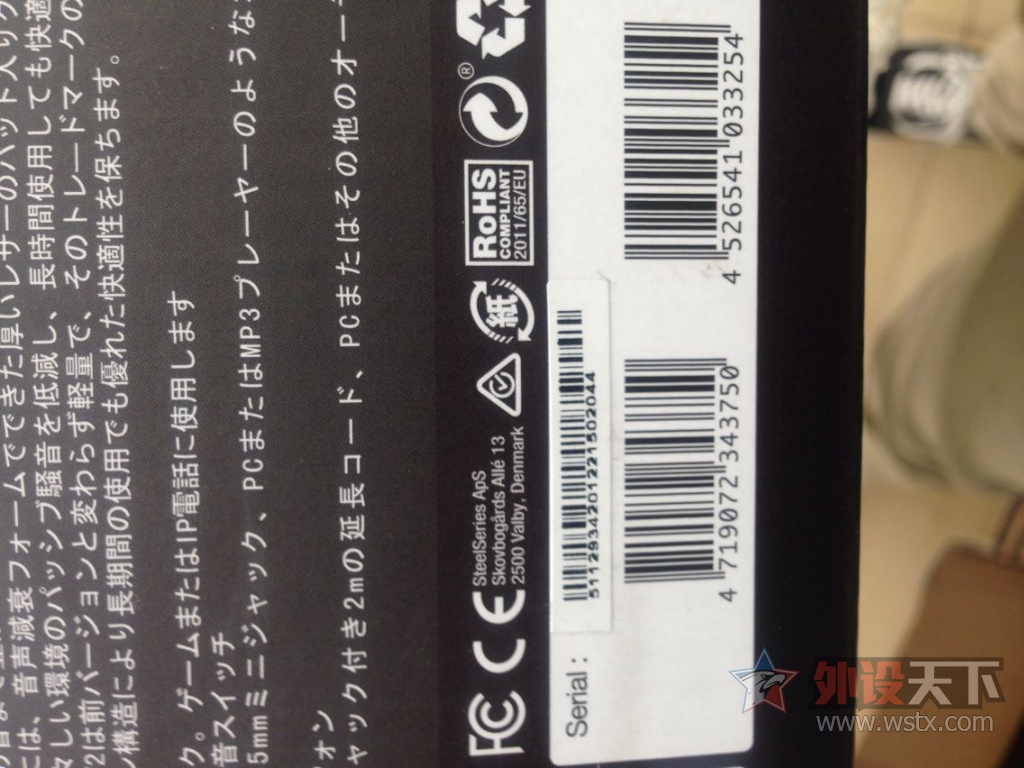 には、音声減衰フォームでできた厚いレザーのパッド入り
しい環境のパッシブ騒音を低減し、長時間使用しても快適
2は前バージョンと変わらず軽量で、そのトレードマークの
構造により長期間の使用でも優れた快適性を保ちます。
ク。ゲームまたはIP電話に使用します
音スイッチ
5mmミニジャック、PCまたはMP3プレーヤーのような
ォン
ャック付き2mの延長コード、PCまたはその他のオー
FC CE
SteelSeries ApS
Skovbogårds Allé 13
2500 Valby, Denmark
紙
RoHS
COMPLIANT
2011/65/EU
®
Serial:
511293420122150 2044
4 719072 343750
4 526541 033254
外设天下
www.wstx.com